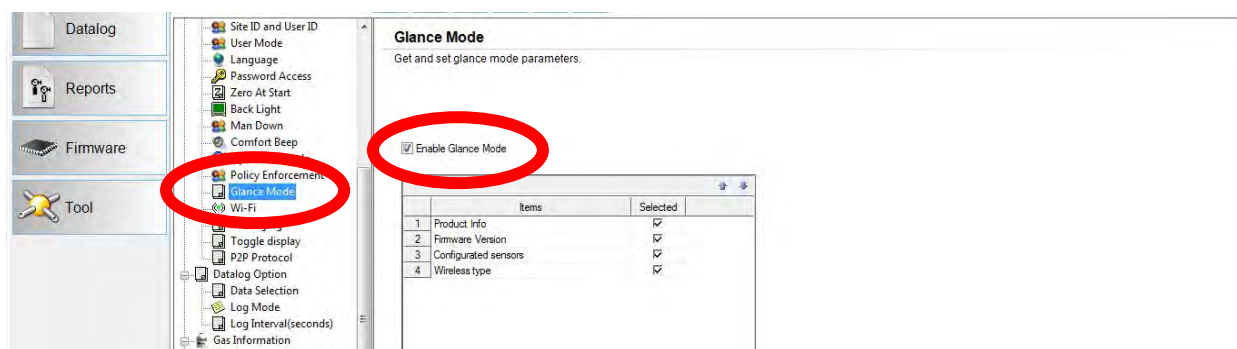 Datalog
Reports
Firmware
Tool
Site ID and User ID
User Mode
Language
Password Access
Zero At Start
Back Light
Man Down
Comfort Beep
Policy Enforcement
Glance Mode
Wi-Fi
Toggle display
P2P Protocol
Datalog Option
Data Selection
Log Mode
Log Interval(seconds)
Gas Information
Glance Mode
Get and set glance mode parameters.
Enable Glance Mode
Items Selected
1 Product Info
2 Firmware Version
3 Configurated sensors
4 Wireless type